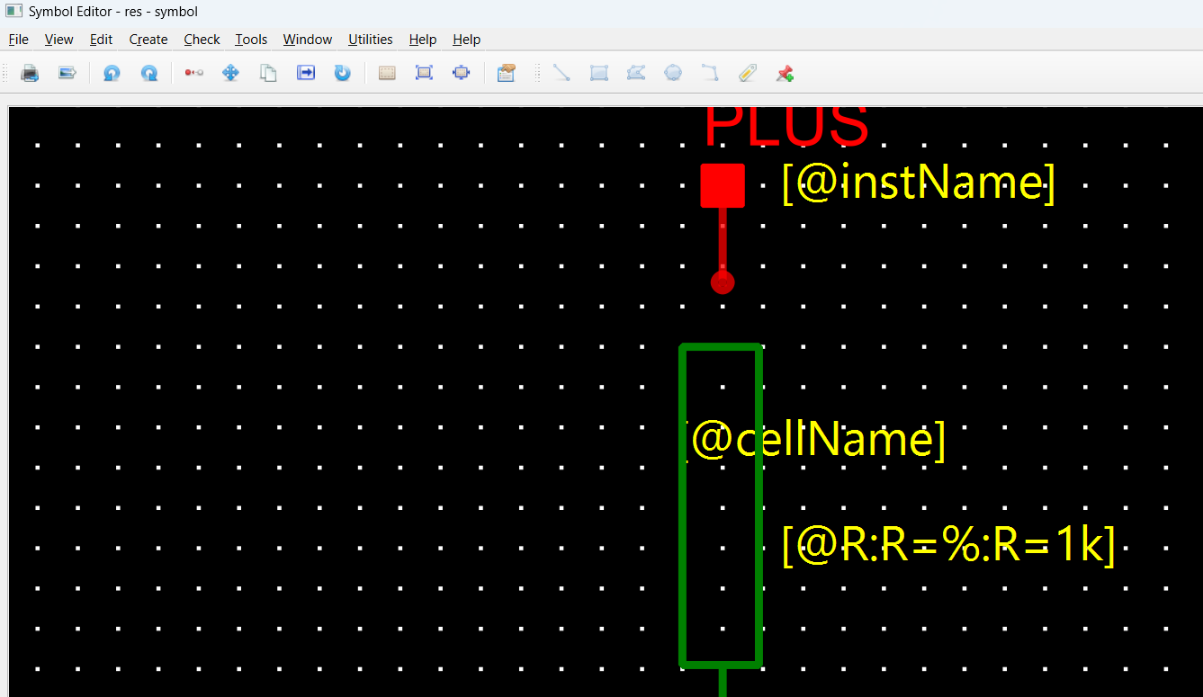 Symbol Editor - res - symbol
File View Edit Create Check Tools Window Utilities Help Help
PLUS
[@instName]
[@cellName]
[@R:R=%:R=1k]